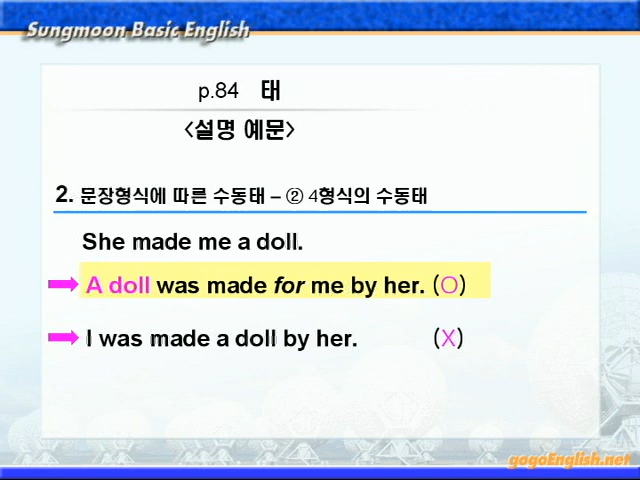 Sungmoon Basic English
p.84 태
<설명 예문>
2. 문장형식에 따른 수동태 – ② 4형식의 수동태
She made me a doll.
A doll was made for me by her. (O)
I was made a doll by her. (X)
gogoEnglish.net